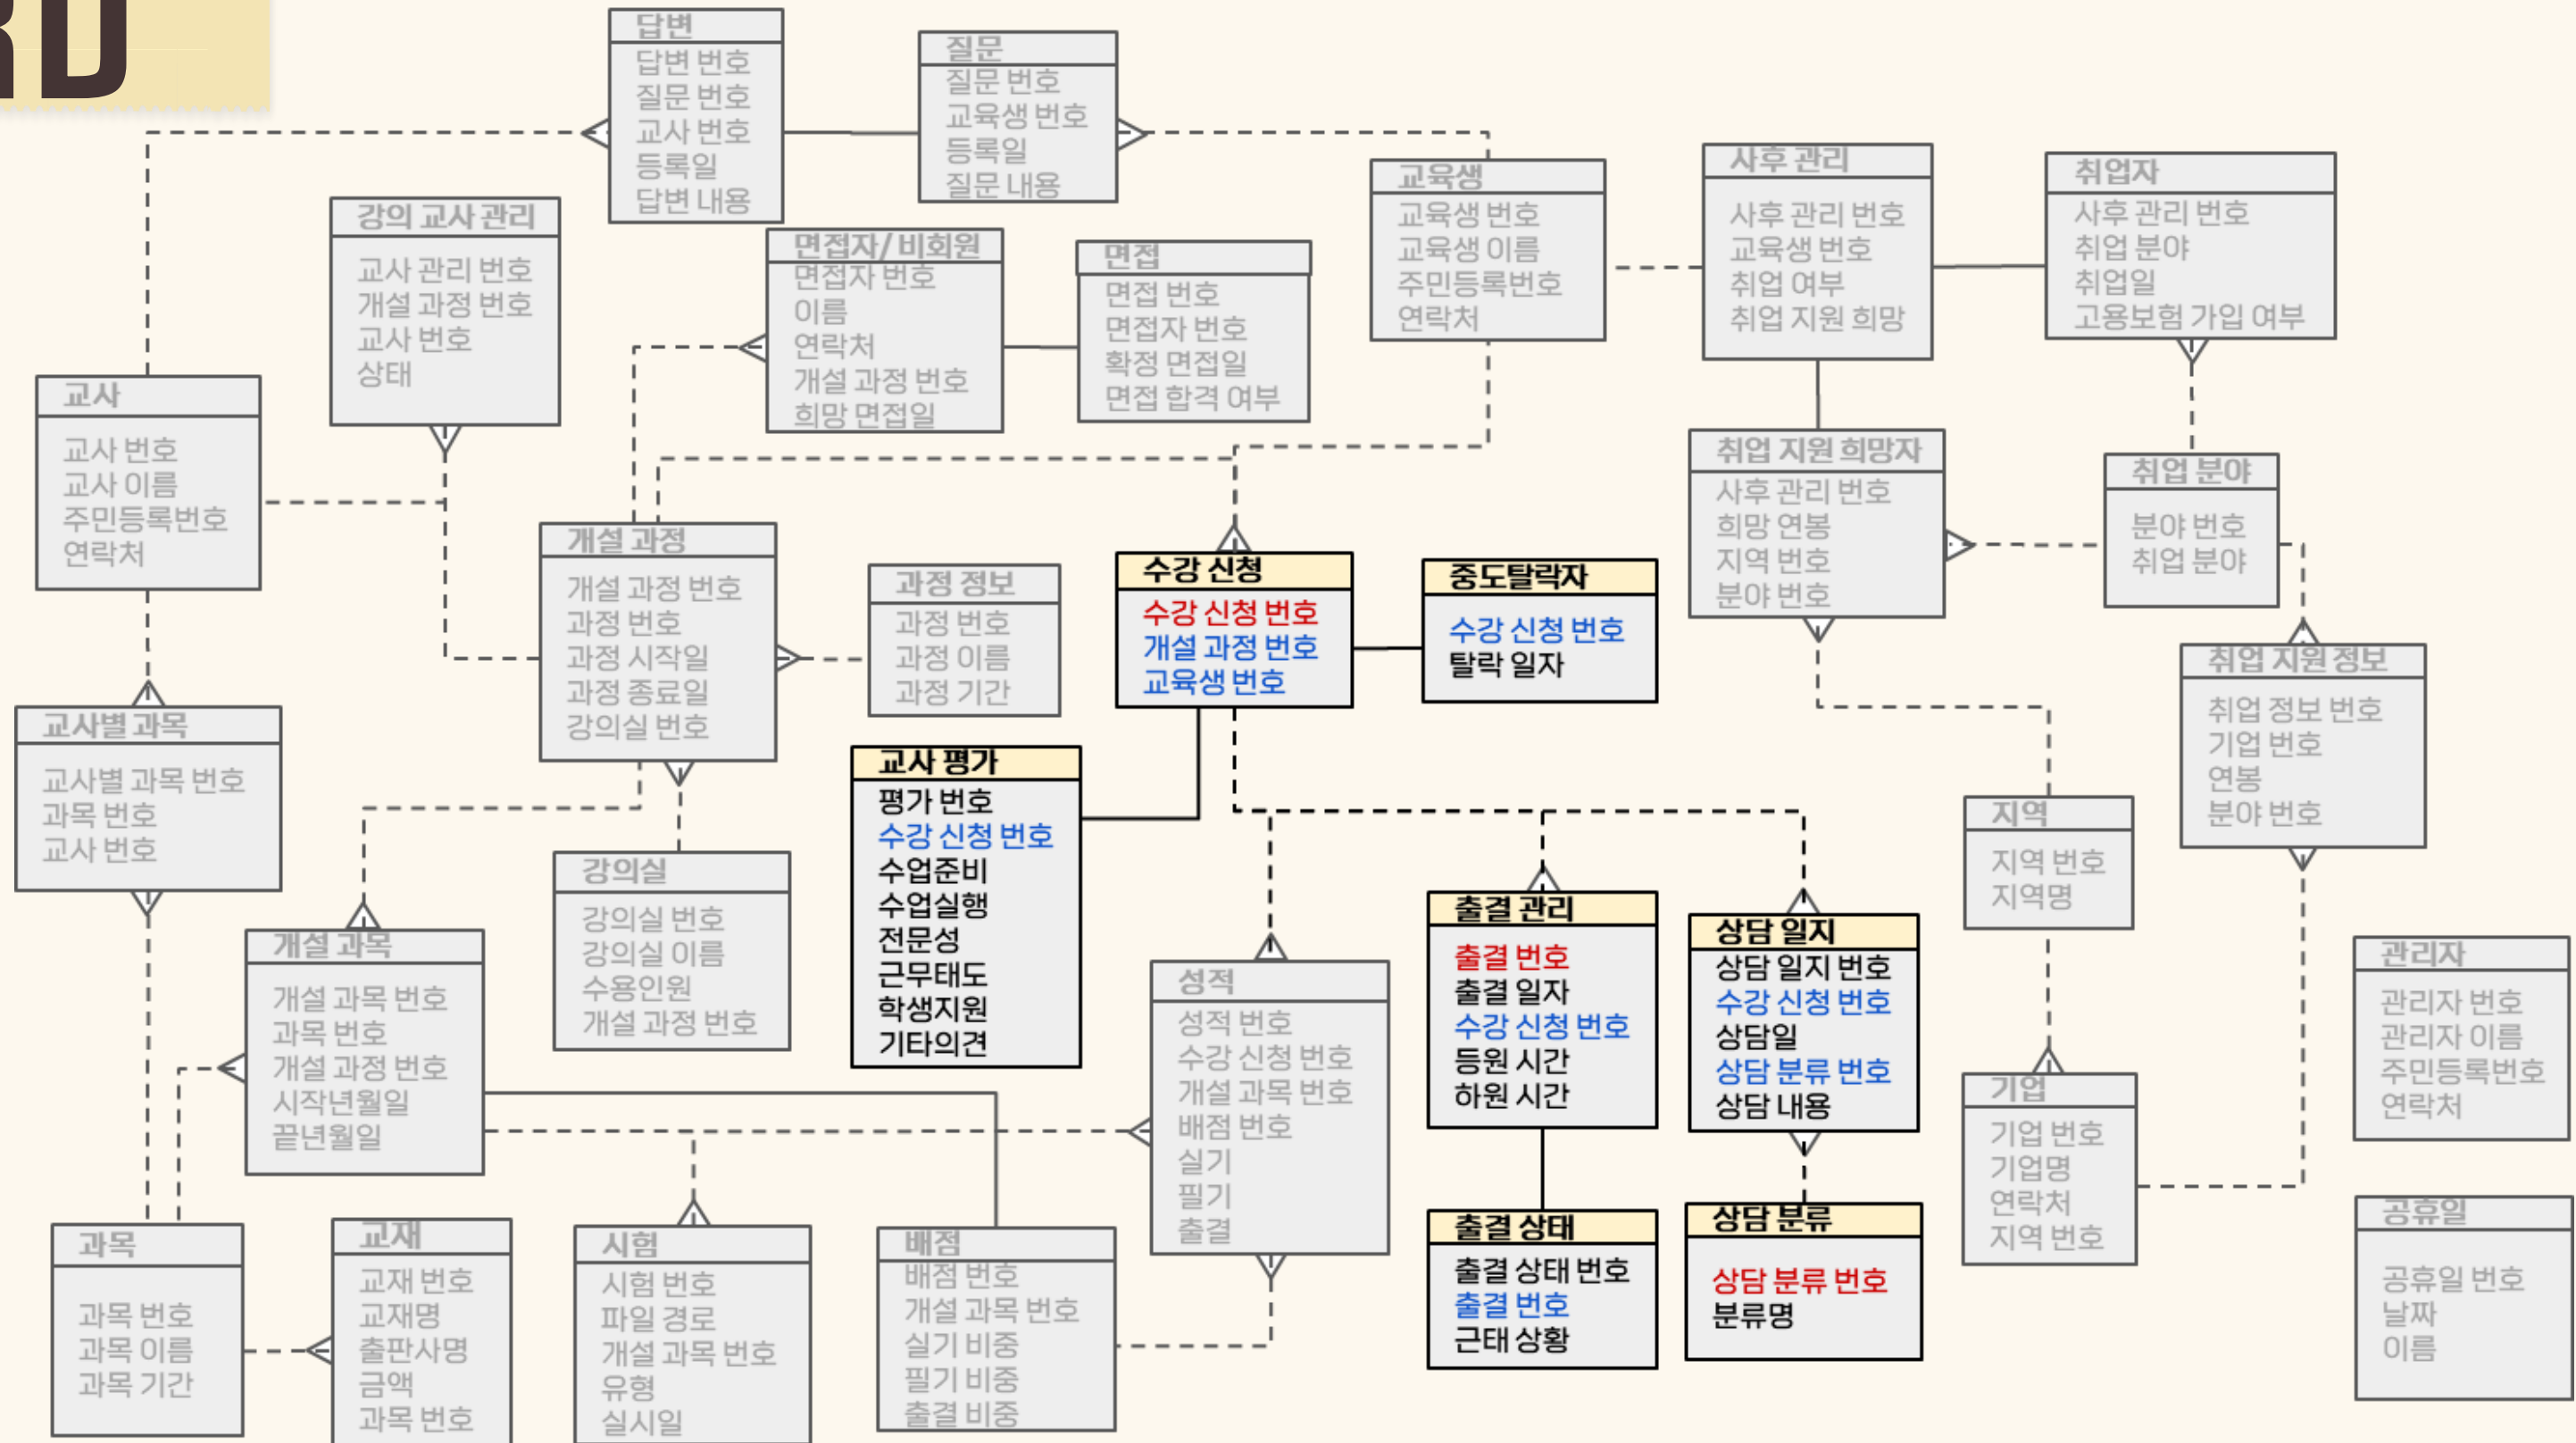 RD
답변
답변 번호
질문 번호
교사 번호
등록일
답변 내용
질문
질문 번호
교육생 번호
등록일
질문 내용
교육생
교육생 번호
교육생 이름
주민등록번호
연락처
사후 관리
사후 관리 번호
교육생 번호
취업 여부
취업 지원 희망
취업자
사후 관리 번호
취업 분야
취업일
고용보험 가입 여부
강의 교사 관리
교사 관리 번호
개설 과정 번호
교사 번호
상태
면접자/ 비회원
면접자 번호
이름
연락처
개설 과정 번호
희망 면접일
면접
면접 번호
면접자 번호
확정 면접일
면접 합격 여부
교사
교사 번호
교사 이름
주민등록번호
연락처
취업 지원 희망자
사후 관리 번호
희망 연봉
지역 번호
분야 번호
취업 분야
분야 번호
취업 분야
개설 과정
개설 과정 번호
과정 번호
과정 시작일
과정 종료일
강의실 번호
과정 정보
과정 번호
과정 이름
과정 기간
수강 신청
수강 신청 번호
개설 과정 번호
교육생 번호
중도탈락자
수강 신청 번호
탈락 일자
취업 지원 정보
취업 정보 번호
기업 번호
연봉
분야 번호
교사별 과목
교사별 과목 번호
과목 번호
교사 번호
교사 평가
평가 번호
수강 신청 번호
수업준비
수업실행
전문성
근무태도
학생지원
기타의견
지역
지역 번호
지역명
강의실
강의실 번호
강의실 이름
수용인원
개설 과정 번호
출결 관리
출결 번호
출결 일자
수강 신청 번호
등원 시간
하원 시간
상담 일지
상담 일지 번호
수강 신청 번호
상담일
상담 분류 번호
상담 내용
개설 과목
개설 과목 번호
과목 번호
개설 과정 번호
시작년월일
끝년월일
성적
성적 번호
수강 신청 번호
개설 과목 번호
배점 번호
실기
필기
출결
관리자
관리자 번호
관리자 이름
주민등록번호
연락처
기업
기업 번호
기업명
연락처
지역 번호
과목
과목 번호
과목 이름
과목 기간
교재
교재 번호
교재명
출판사명
금액
과목 번호
시험
시험 번호
파일 경로
개설 과목 번호
유형
실시일
배점
배점 번호
개설 과목 번호
실기 비중
필기 비중
출결 비중
출결 상태
출결 상태 번호
출결 번호
근태 상황
상담 분류
상담 분류 번호
분류명
공휴일
공휴일 번호
날짜
이름